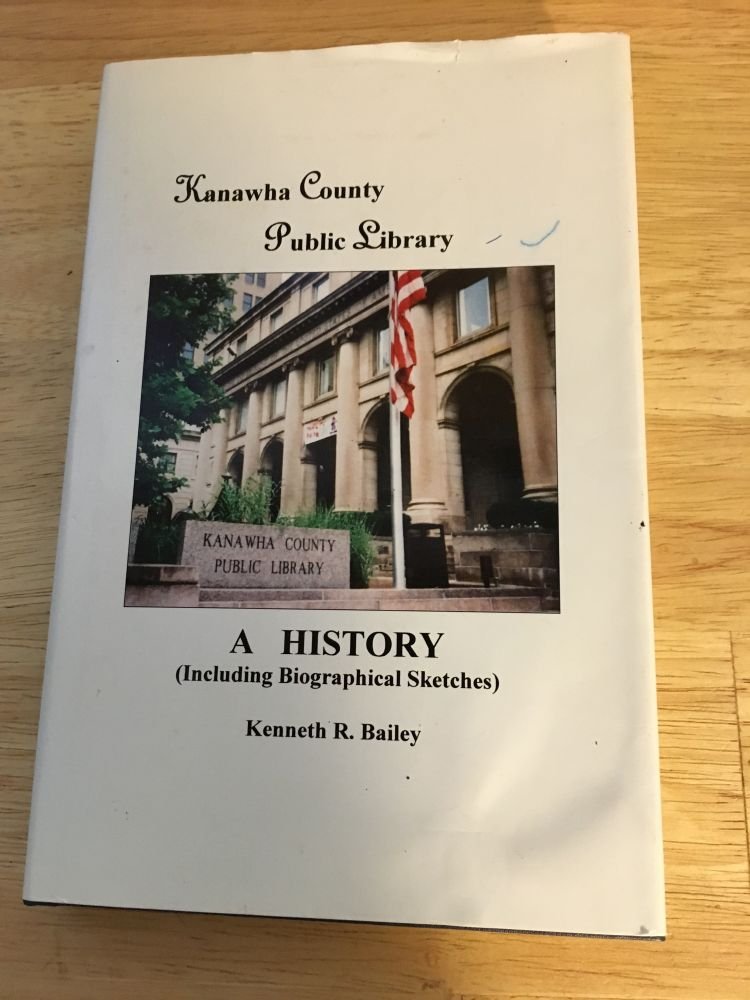 Kanawha County
Public Library
KANAWHA COUNTY
PUBLIC LIBRARY
A HISTORY
(Including Biographical Sketches)
Kenneth R. Bailey